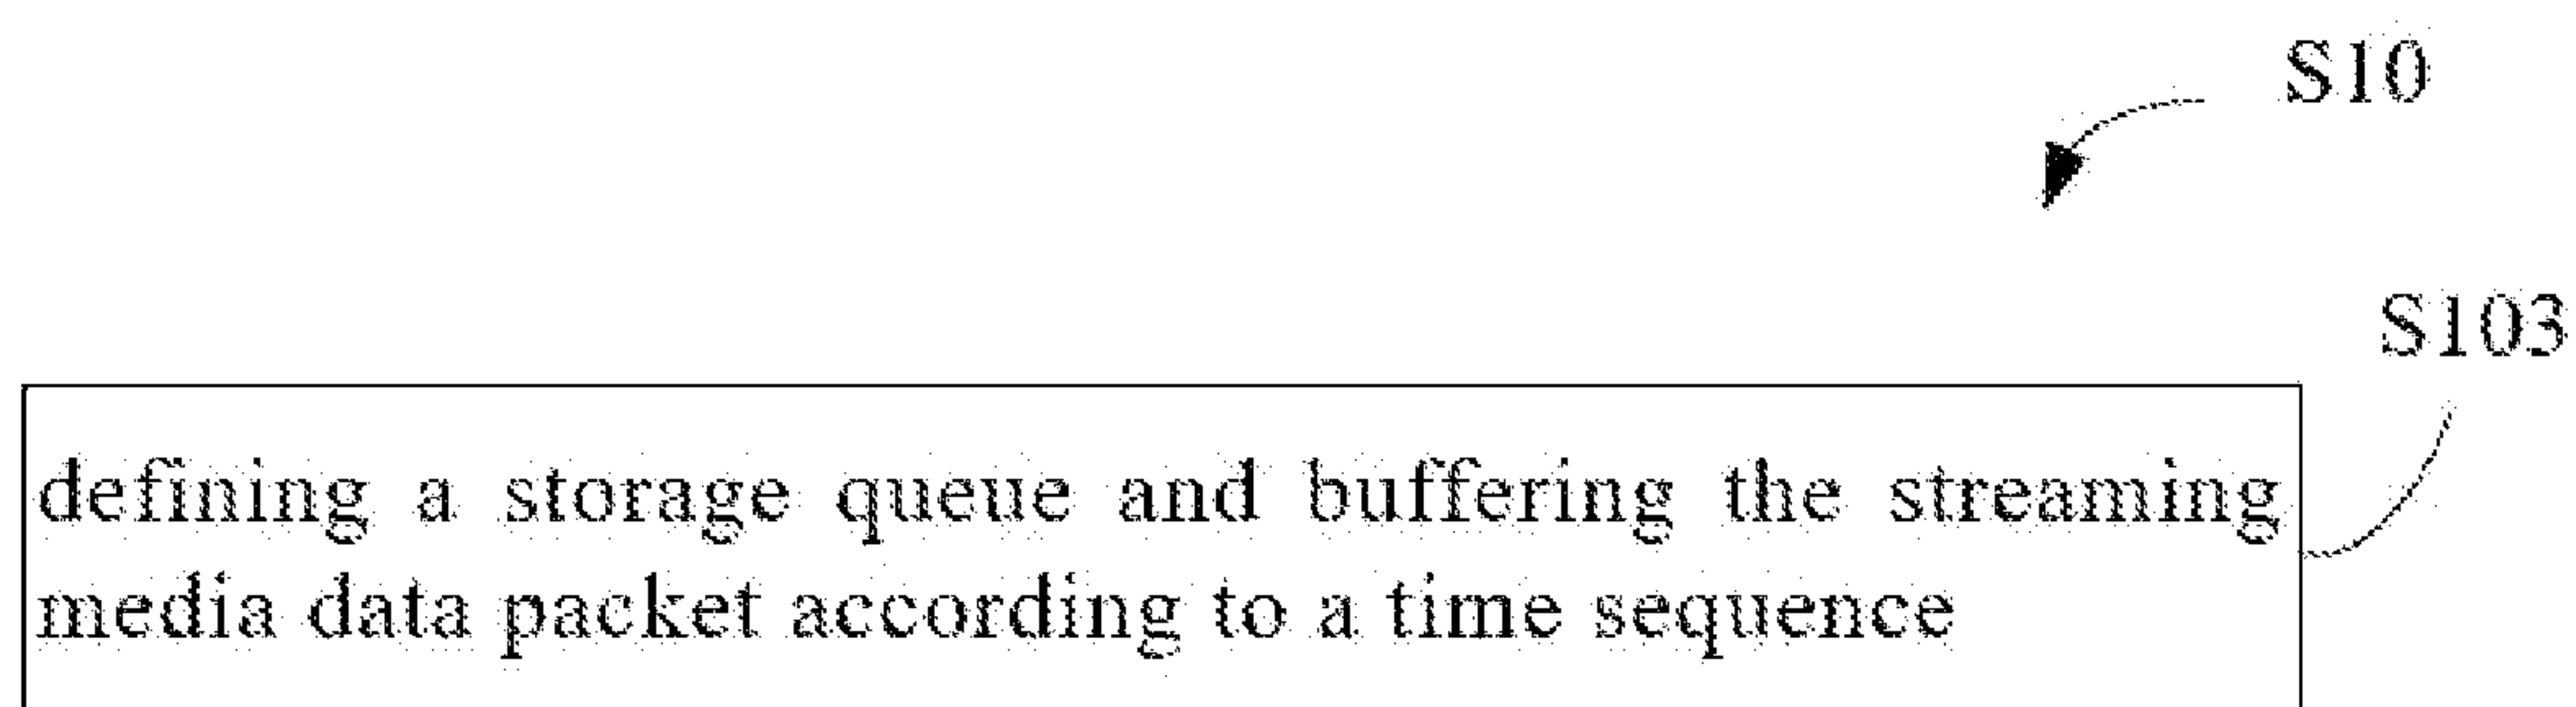 S10
S103
defining a storage queue and buffering the streaming
media data packet according to a time sequence